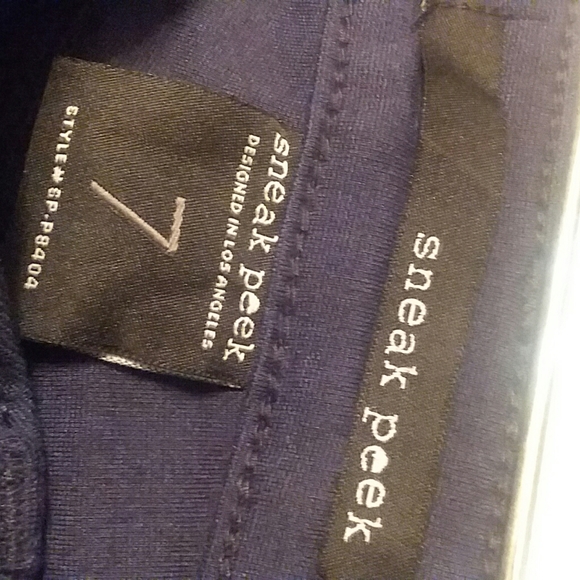 sneak peek
DESIGNED IN LOS ANGELES
7
STYLE# SP-P8404
sneak peek